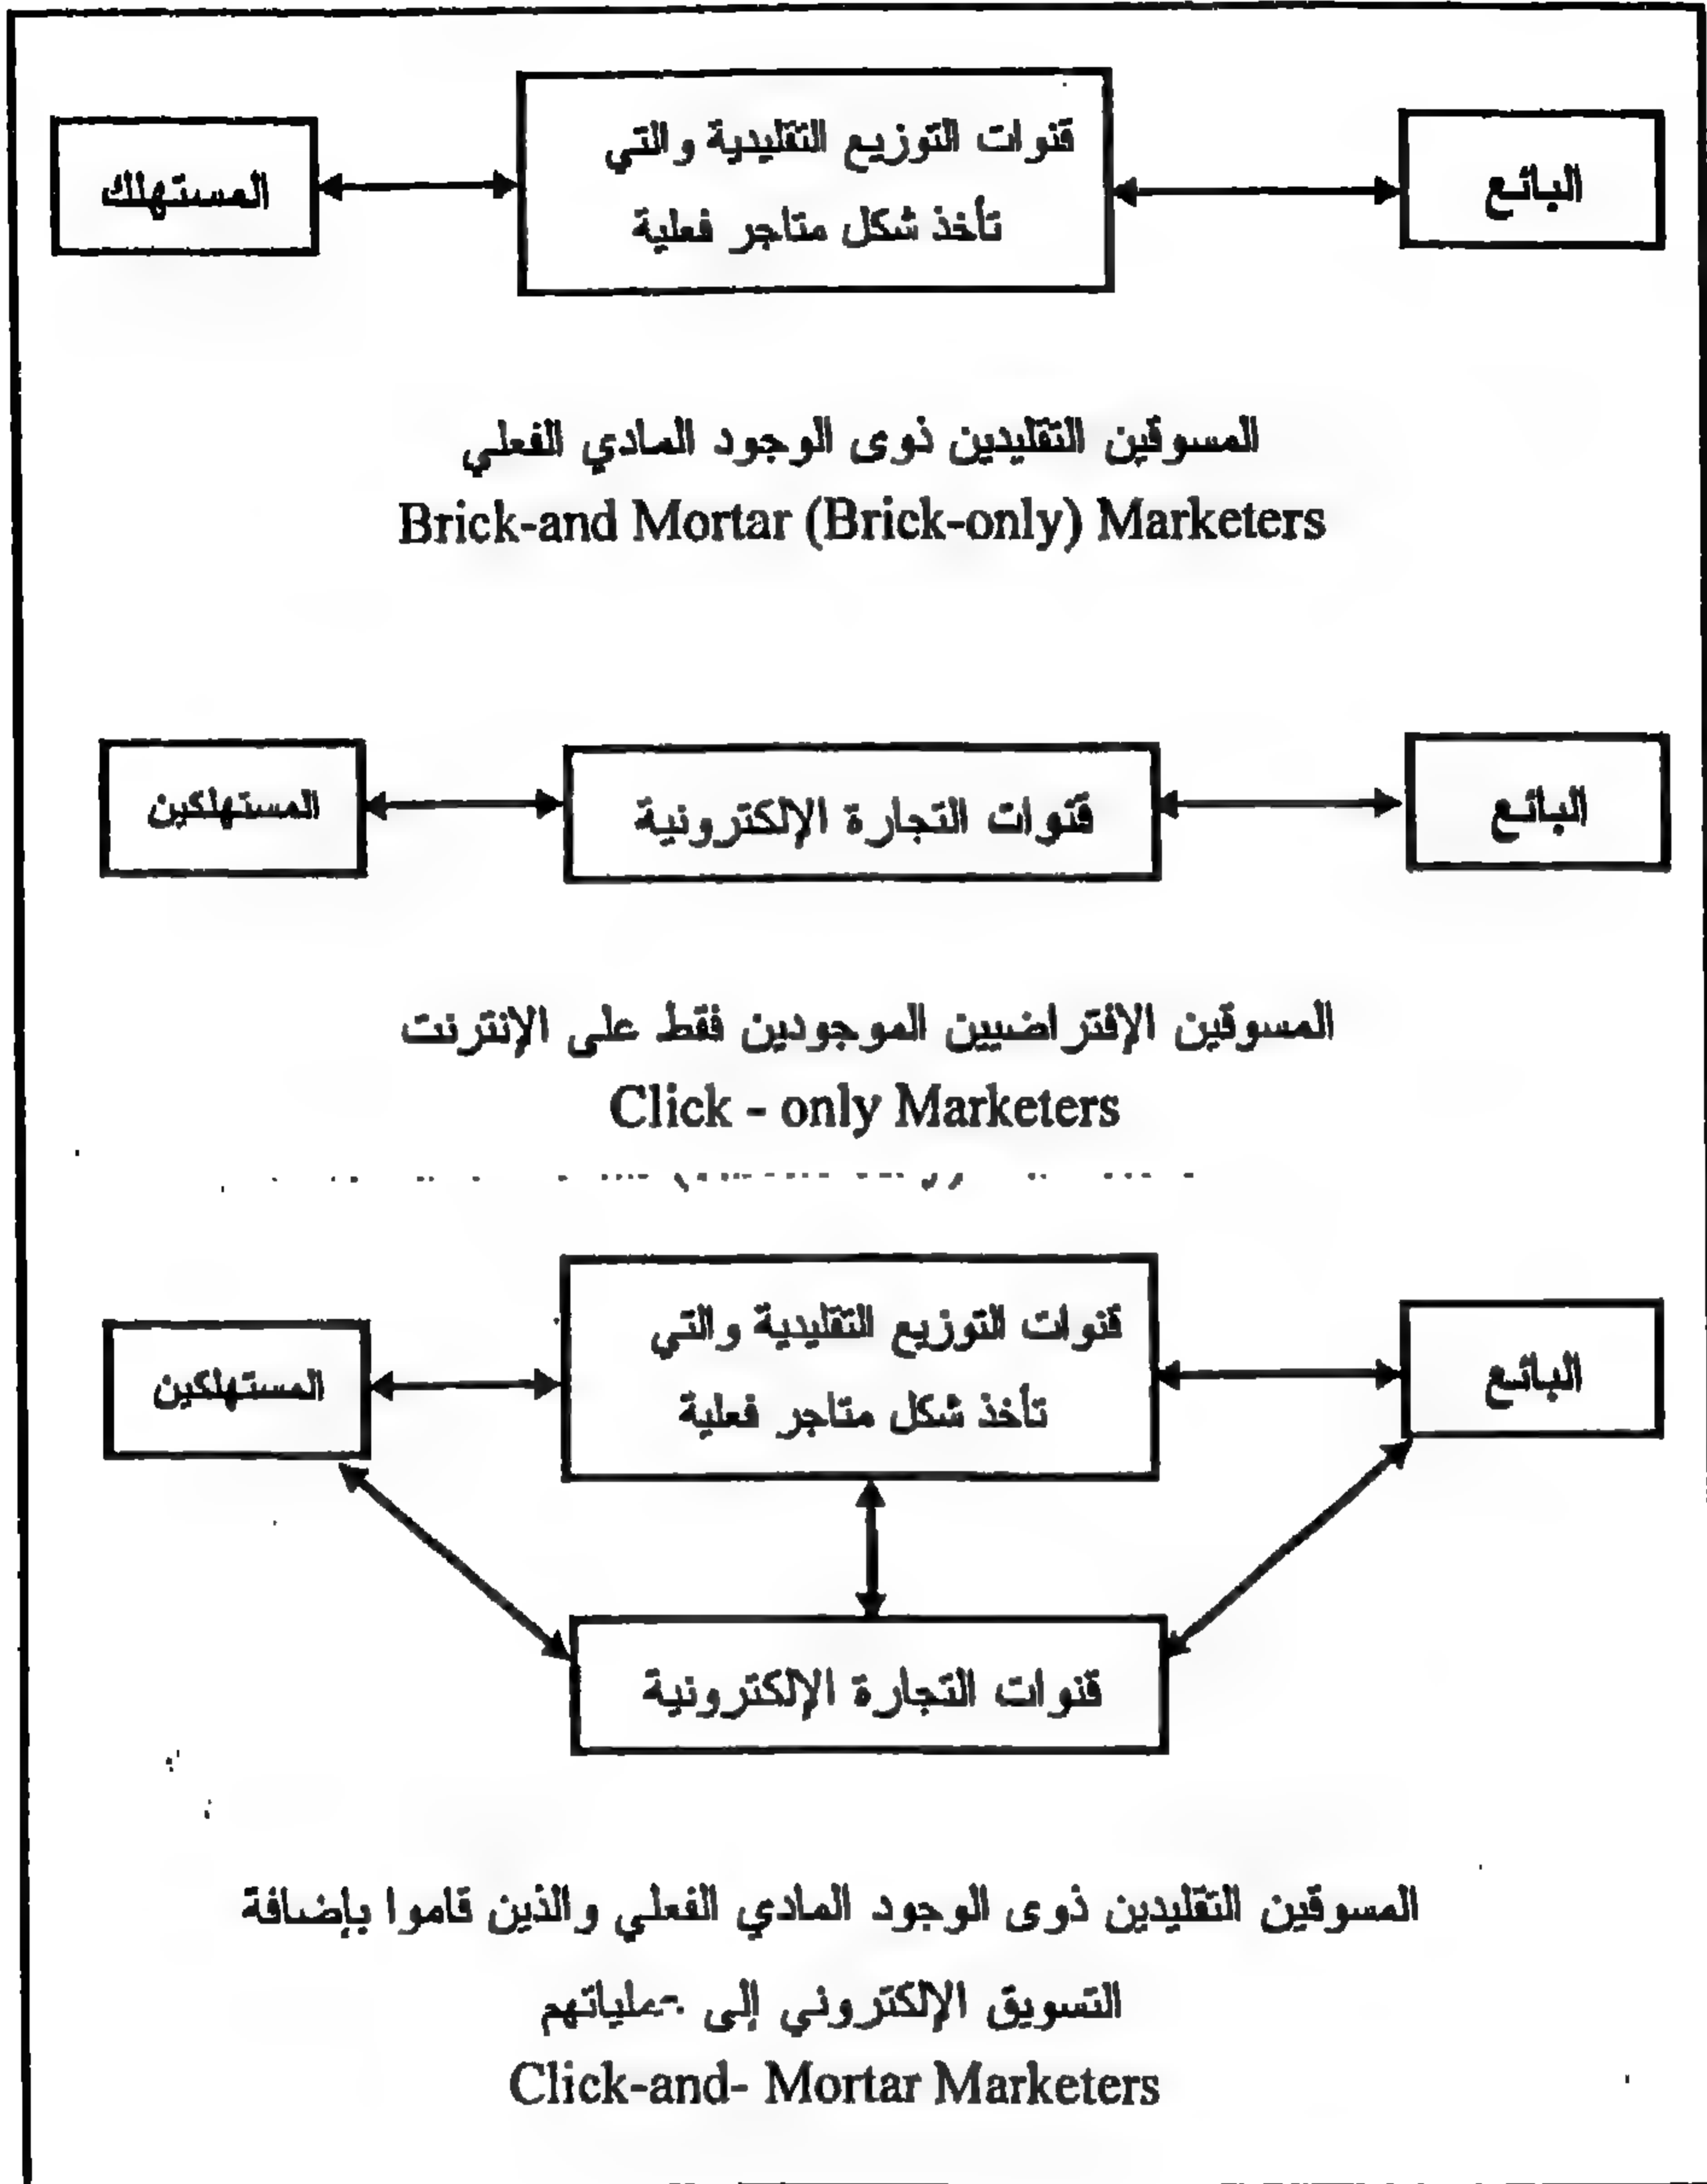 البائع
قنوات التوزيع التقليدية والتي
تأخذ شكل متاجر فعلية
المستهلك
المسوقين التقليدين ذوى الوجود المادي الفعلي
Brick-and Mortar (Brick-only) Marketers
البائع
قنوات التجارة الإلكترونية
المستهلكين
المسوقين الإفتراضيين الموجودين فقط على الإنترنت
Click - only Marketers
البائع
قنوات التوزيع التقليدية والتي
تأخذ شكل متاجر فعلية
المستهلكين
قنوات التجارة الإلكترونية
المسوقين التقليدين ذوى الوجود المادي الفعلي والذين قاموا بإضافة
التسويق الإلكتروني إلى عملياتهم
Click-and- Mortar Marketers